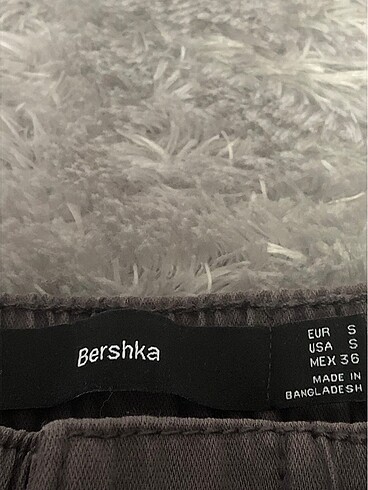 Bershka
EUR S
USA S
MEX 36
MADE IN
BANGLADESH